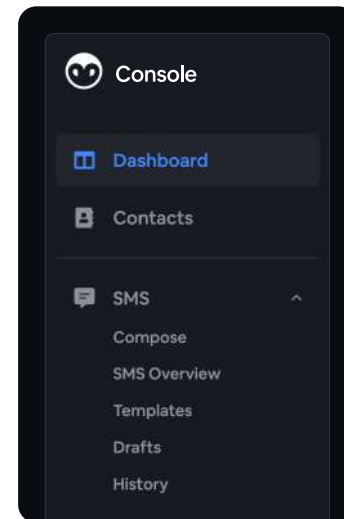 Console
Dashboard
Contacts
SMS
Compose
SMS Overview
Templates
Drafts
History